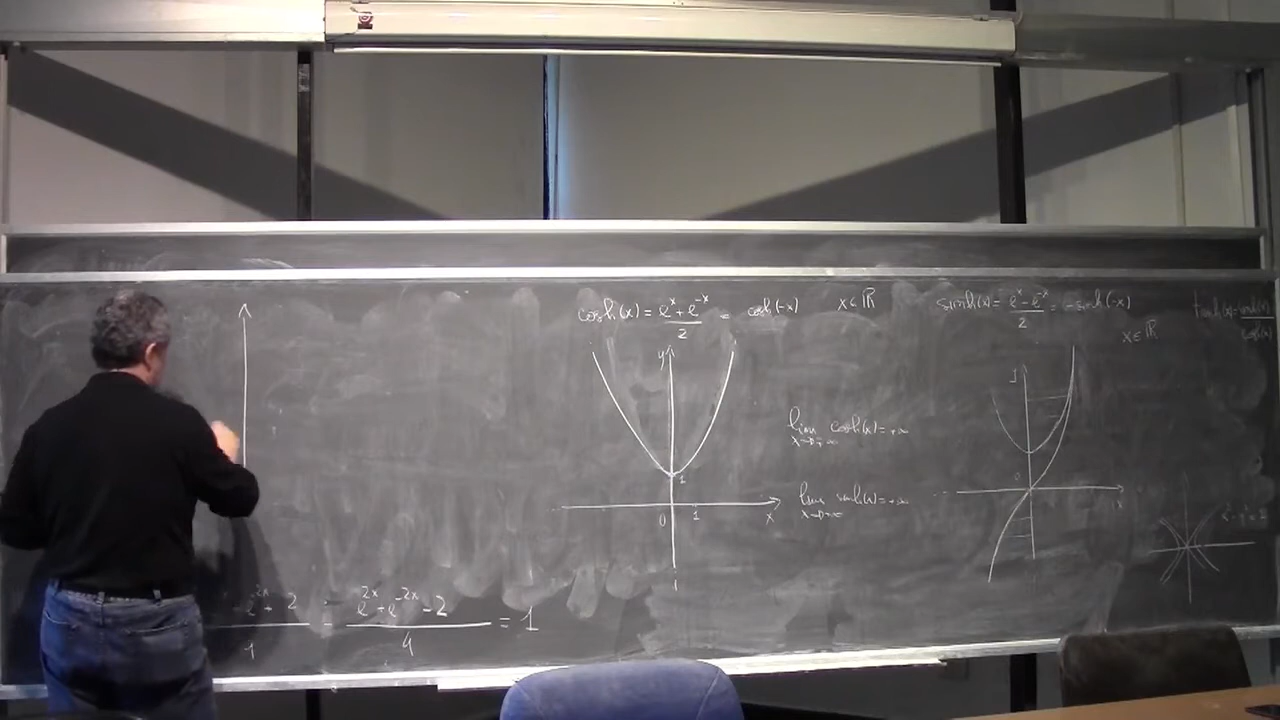 cosh(x) = e^x + e^-x / 2 = cosh(-x) x ∈ ℝ
y
1
0 1 x
lim cosh(x) = +∞
x→
lim sinh(x) = +∞
sinh(x) = e^x - e^-x / 2 = -sinh(-x)
x ∈ ℝ
1
0 x
tanh(x) = sinh(x) / cosh(x)
e^2x + e^-2x - 2 / 4 = 1